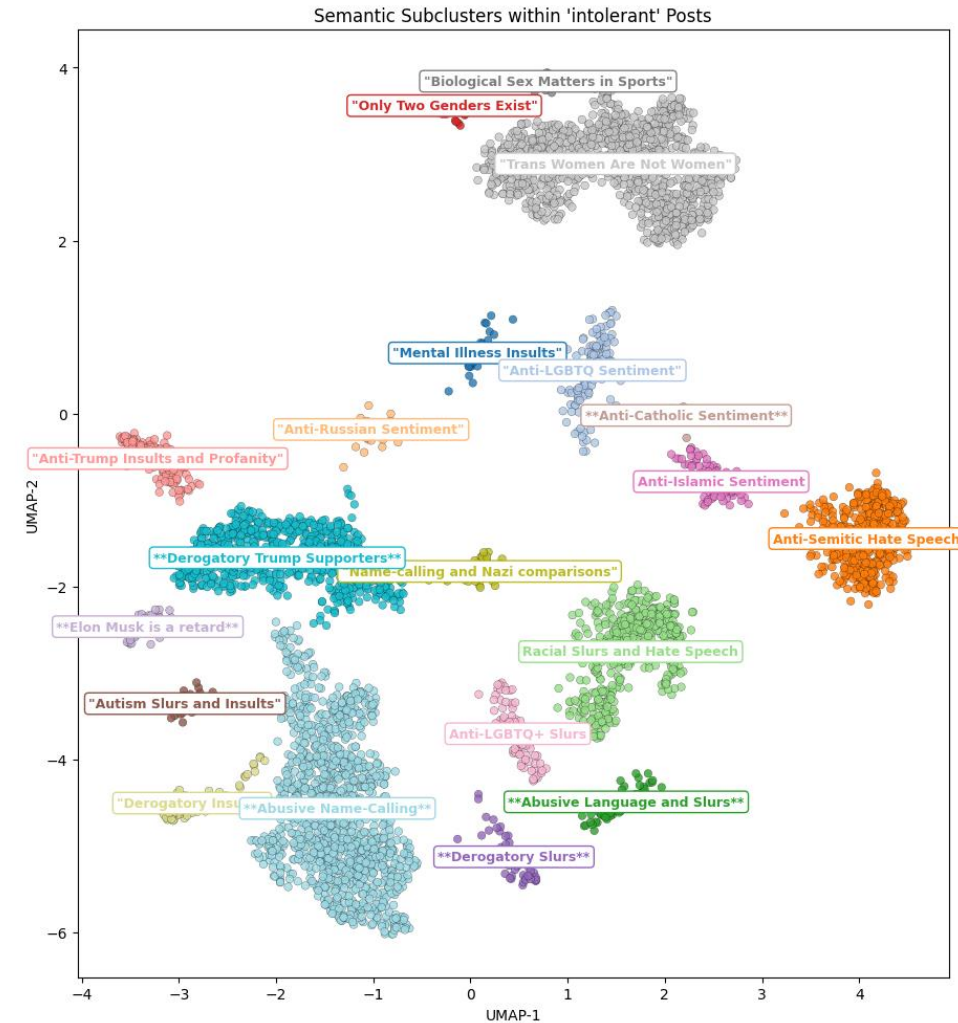 Semantic Subclusters within 'intolerant' Posts
4
"Biological Sex Matters in Sports"
"Only Two Genders Exist"
"Trans Women Are Not Women"
2
"Mental Illness Insults"
"Anti-LGBTQ Sentiment"
0
**Anti-Catholic Sentiment**
"Anti-Russian Sentiment"
"Anti-Trump Insults and Profanity"
Anti-Islamic Sentiment
UMAP-2
Anti-Semitic Hate Speech
**Derogatory Trump Supporters**
Name-calling and Nazi comparisons"
−2
**Elon Musk is a retard**
Racial Slurs and Hate Speech
"Autism Slurs and Insults"
Anti-LGBTQ+ Slurs
−4
"Derogatory
**Abusive Name-Calling**
**Abusive Language and Slurs**
**Derogatory Slurs**
−6
−4
−3
−2
−1
0
1
2
3
4
UMAP-1